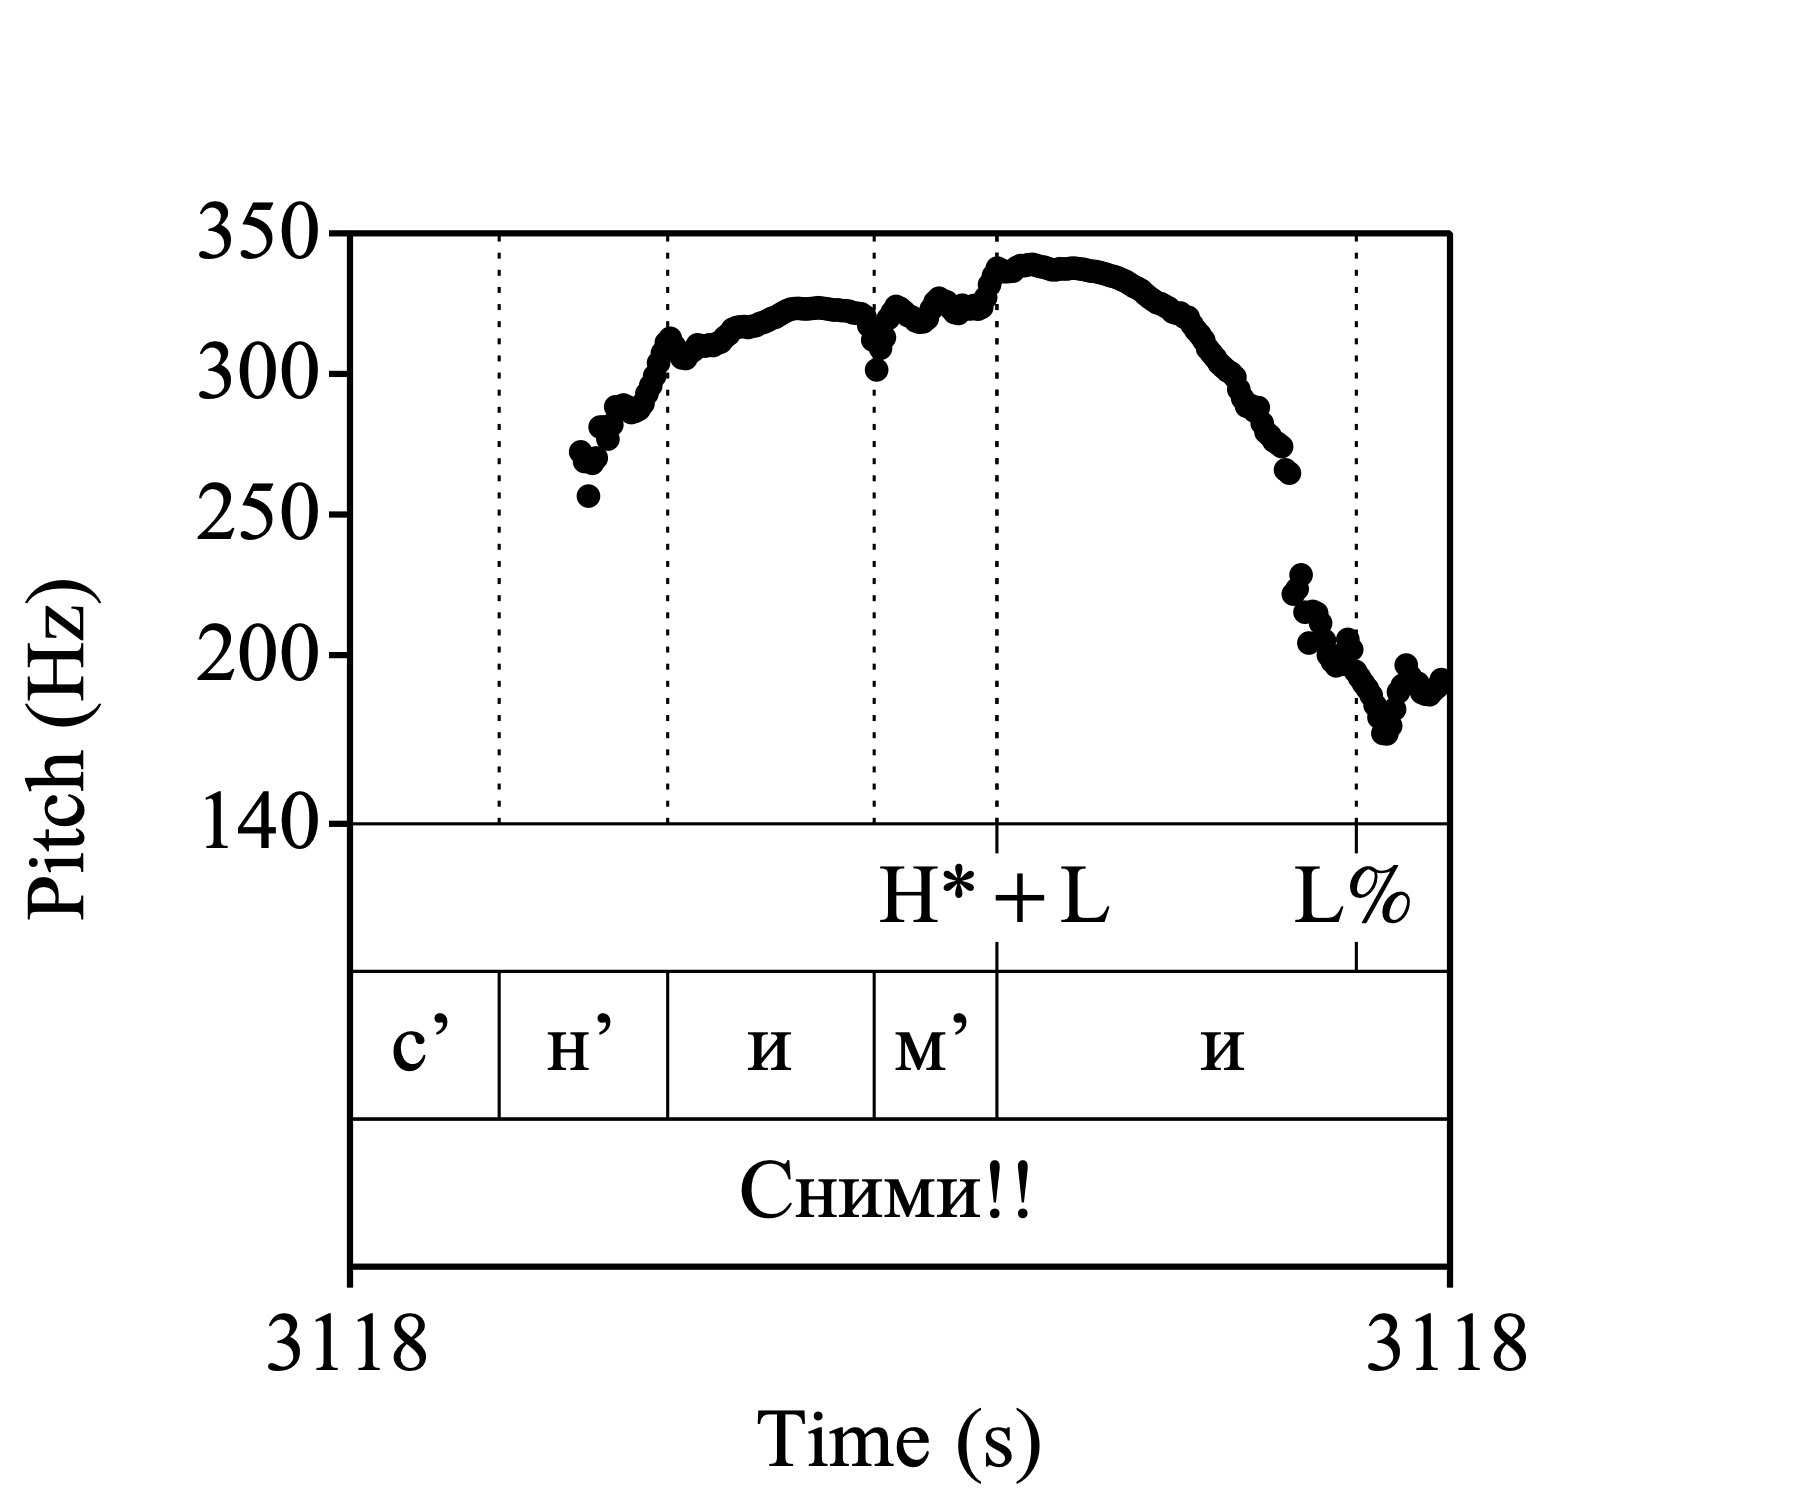 350
300
250
200
140
Pitch (Hz)
H*+L L%
с’ н’ и м’ и
Сними!!
3118 3118
Time (s)